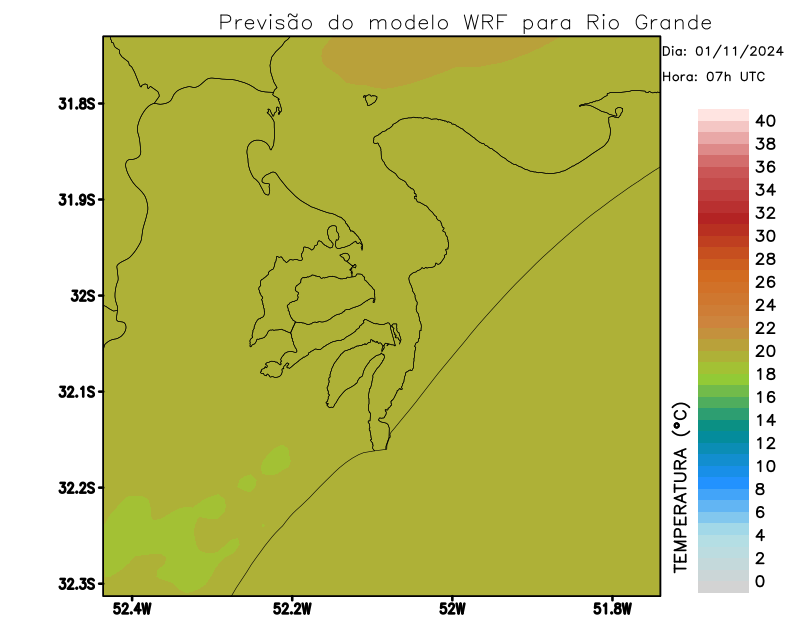 Previsão do modelo WRF para Rio Grande
Dia: 01/11/2024
Hora: 07h UTC
31.8S
31.9S
32S
32.1S
32.2S
32.3S
52.4W
52.2W
52W
51.8W
TEMPERATURA (°C)
40
38
36
34
32
30
28
26
24
22
20
18
16
14
12
10
8
6
4
2
0